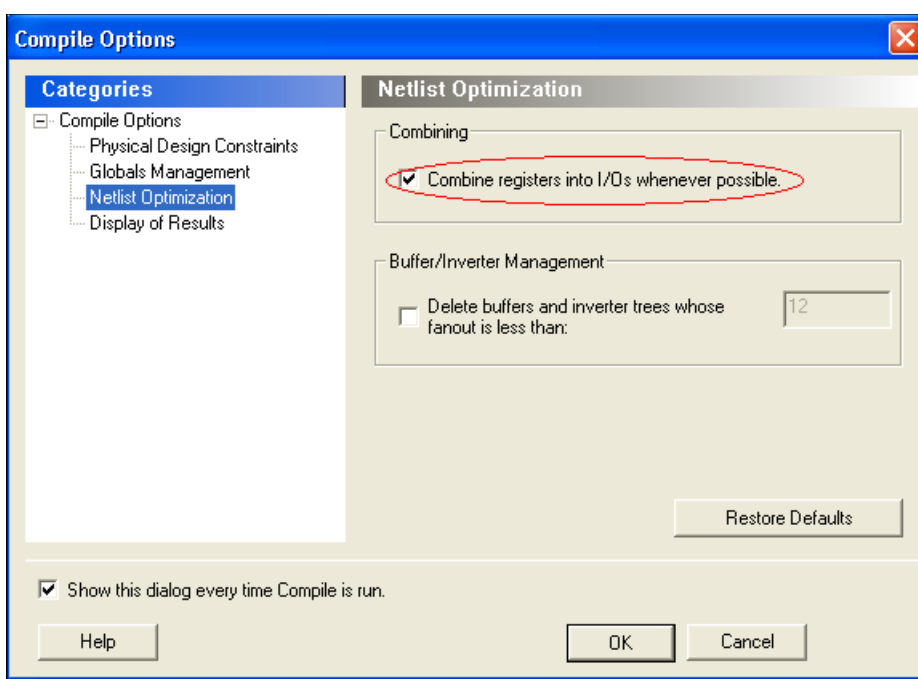 Compile Options
Categories
Compile Options
Physical Design Constraints
Globals Management
Netlist Optimization
Display of Results
Netlist Optimization
Combining
Combine registers into I/Os whenever possible.
Buffer/Inverter Management
Delete buffers and inverter trees whose
fanout is less than:
12
Restore Defaults
Show this dialog every time Compile is run.
Help
OK
Cancel